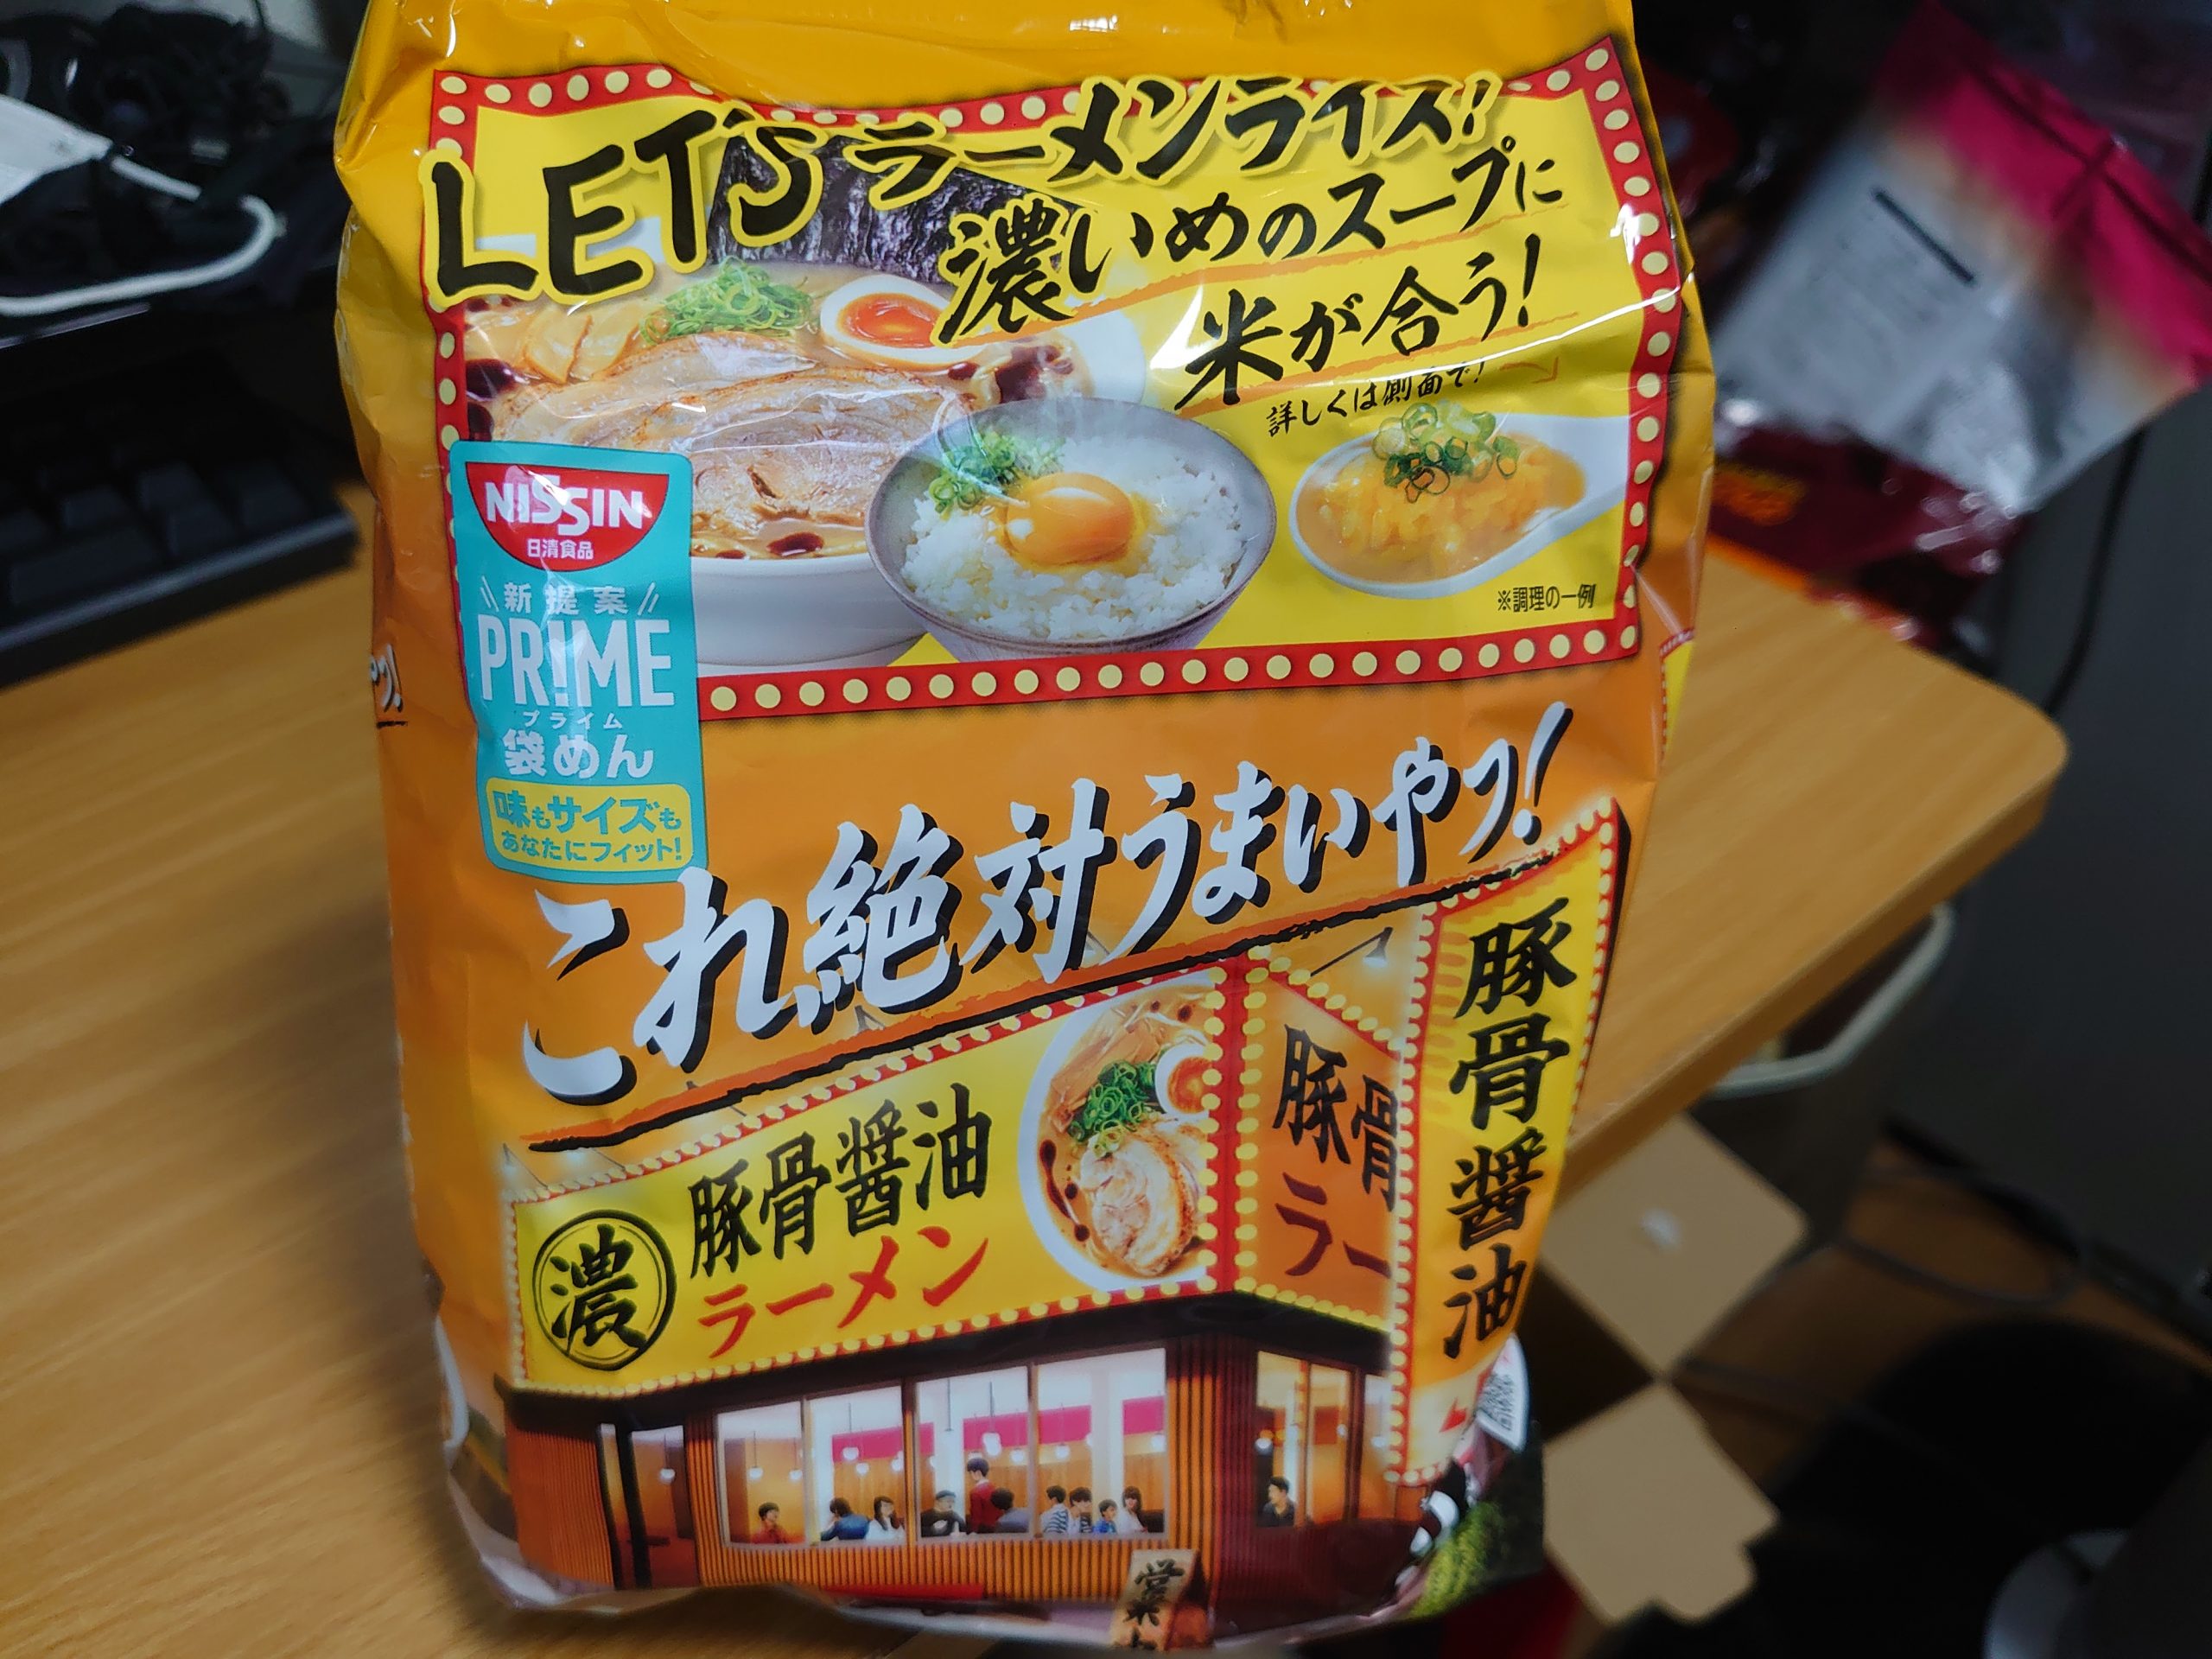 LET'S ラーメンライス!
濃いめのスープに
米が合う!
詳しくは側面で!
※調理の一例
NISSIN
日清食品
新提案
PR!ME
プライム
袋めん
味もサイズも
あなたにフィット!
これ絶対うまいやつ!
濃
豚骨醤油
ラーメン
豚骨
ラー
豚骨醤油
営業